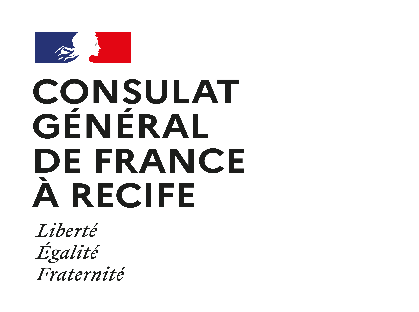 CONSULAT
GÉNÉRAL
DE FRANCE
À RECIFE
Liberté
Égalité
Fraternité